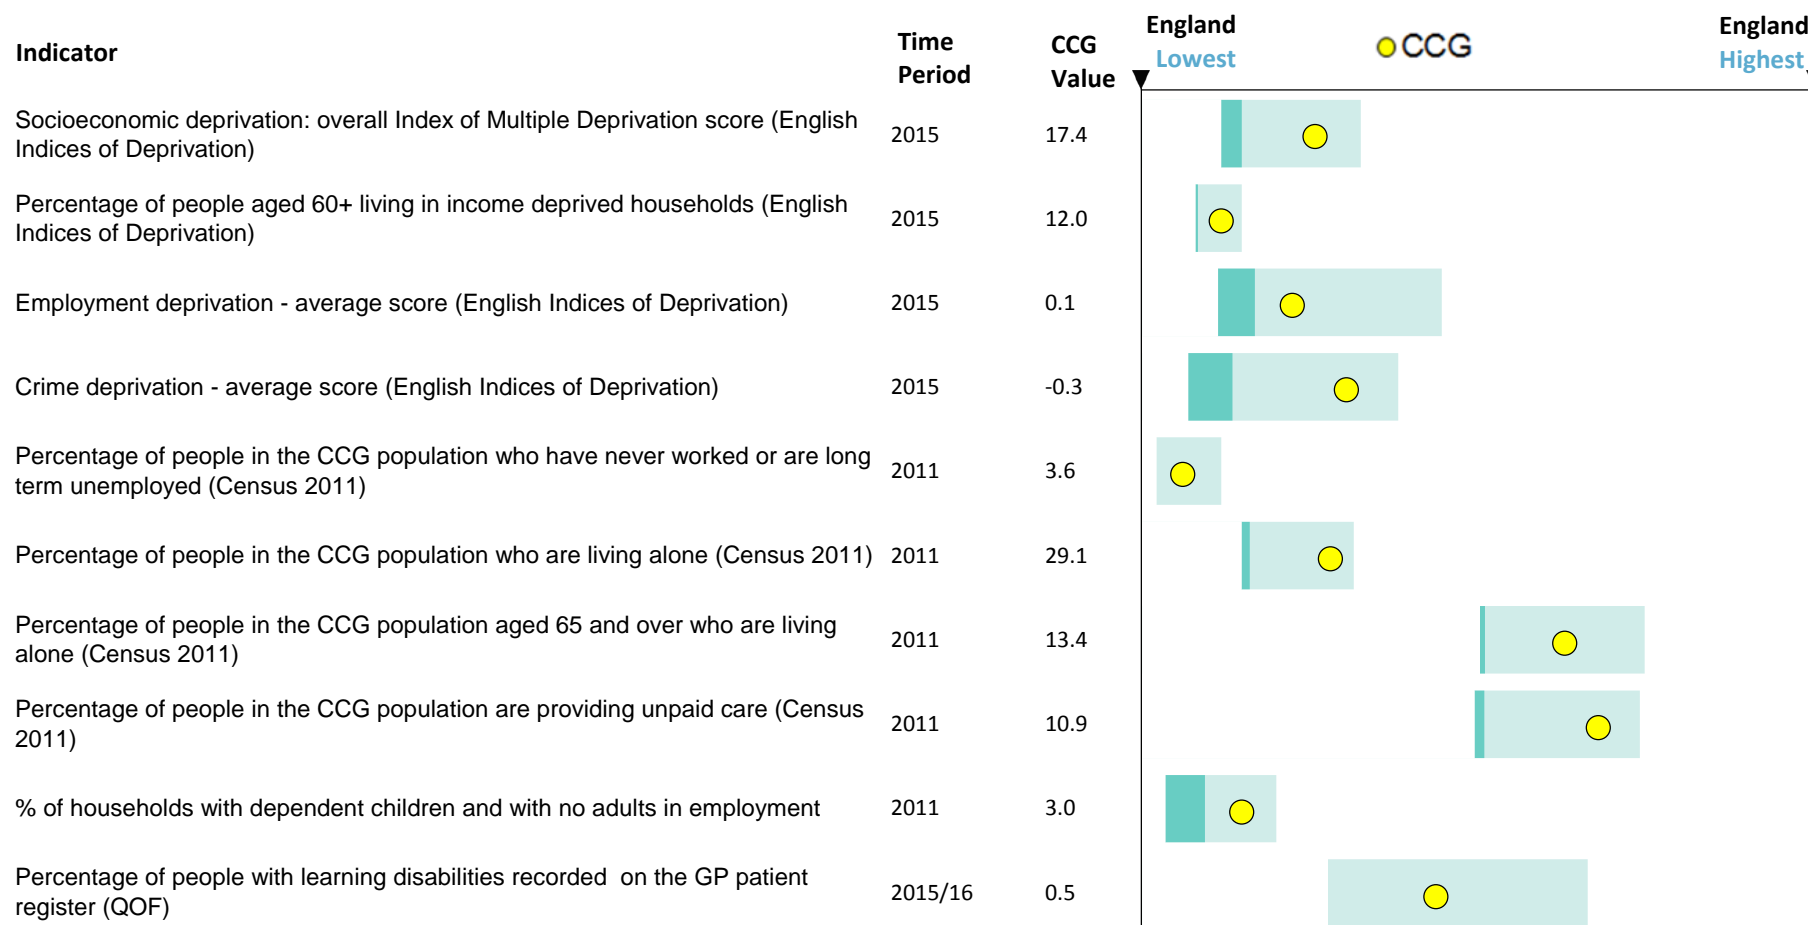 Indicator
Time
Period
CCG
Value
England
Lowest
CCG
England
Highest
Socioeconomic deprivation: overall Index of Multiple Deprivation score (English
Indices of Deprivation)
2015
17.4
Percentage of people aged 60+ living in income deprived households (English
Indices of Deprivation)
2015
12.0
Employment deprivation - average score (English Indices of Deprivation)
2015
0.1
Crime deprivation - average score (English Indices of Deprivation)
2015
-0.3
Percentage of people in the CCG population who have never worked or are long
term unemployed (Census 2011)
2011
3.6
Percentage of people in the CCG population who are living alone (Census 2011)
2011
29.1
Percentage of people in the CCG population aged 65 and over who are living
alone (Census 2011)
2011
13.4
Percentage of people in the CCG population are providing unpaid care (Census
2011)
2011
10.9
% of households with dependent children and with no adults in employment
2011
3.0
Percentage of people with learning disabilities recorded  on the GP patient
register (QOF)
2015/16
0.5